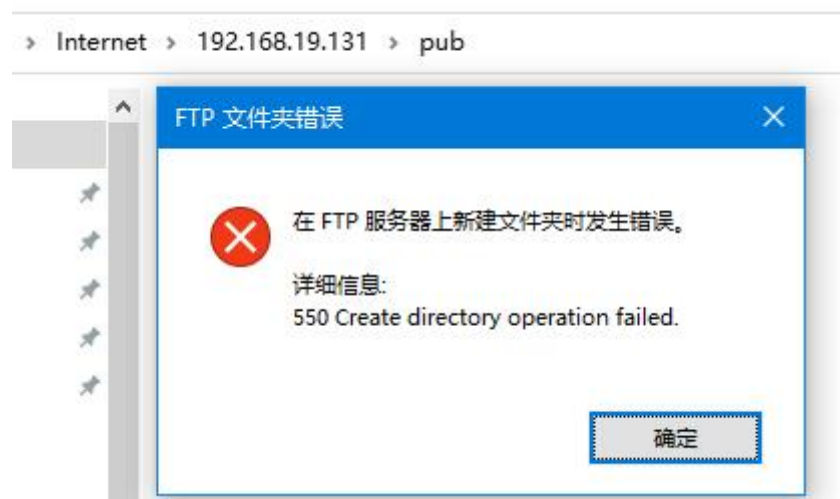 › Internet › 192.168.19.131 › pub
FTP 文件夹错误
在 FTP 服务器上新建文件夹时发生错误。
详细信息:
550 Create directory operation failed.
确定